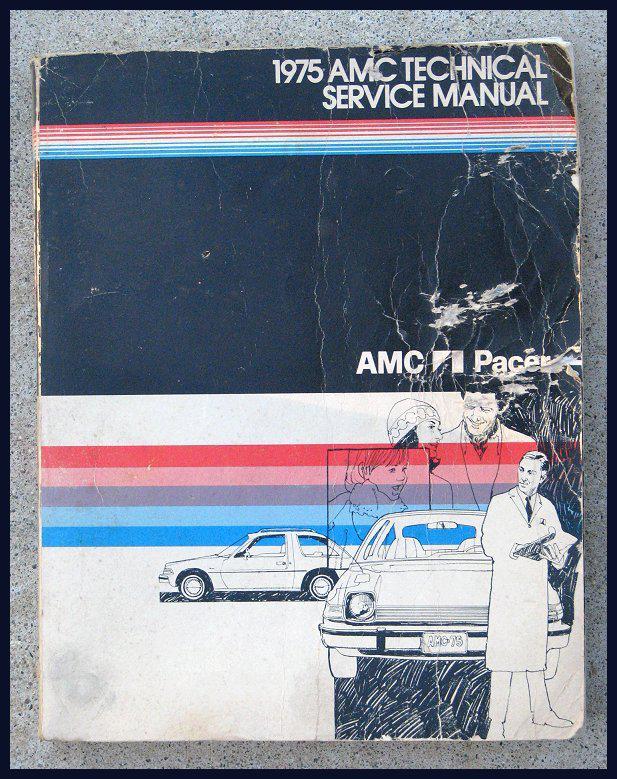 1975 AMC TECHNICAL
SERVICE MANUAL
AMC Pacer
AMC-75